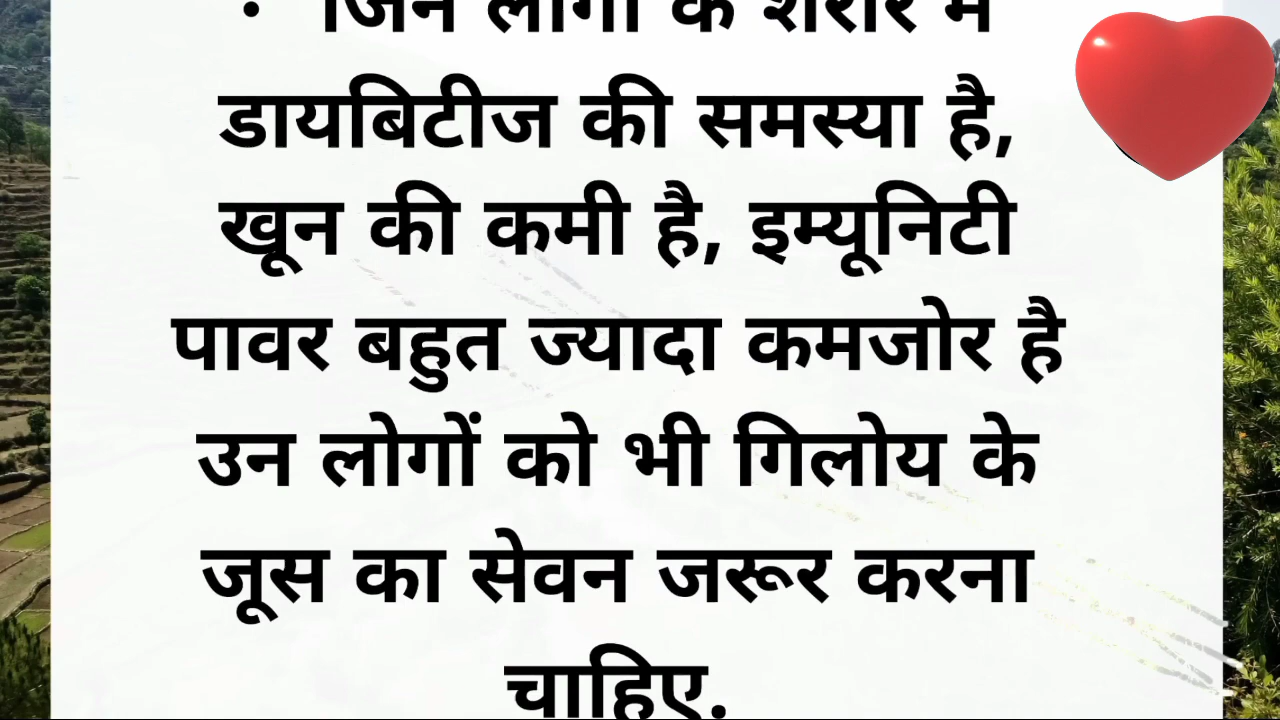 • जिन लोगों के शरीर में
डायबिटीज की समस्या है,
खून की कमी है, इम्यूनिटी
पावर बहुत ज्यादा कमजोर है
उन लोगों को भी गिलोय के
जूस का सेवन जरूर करना
चाहिए.